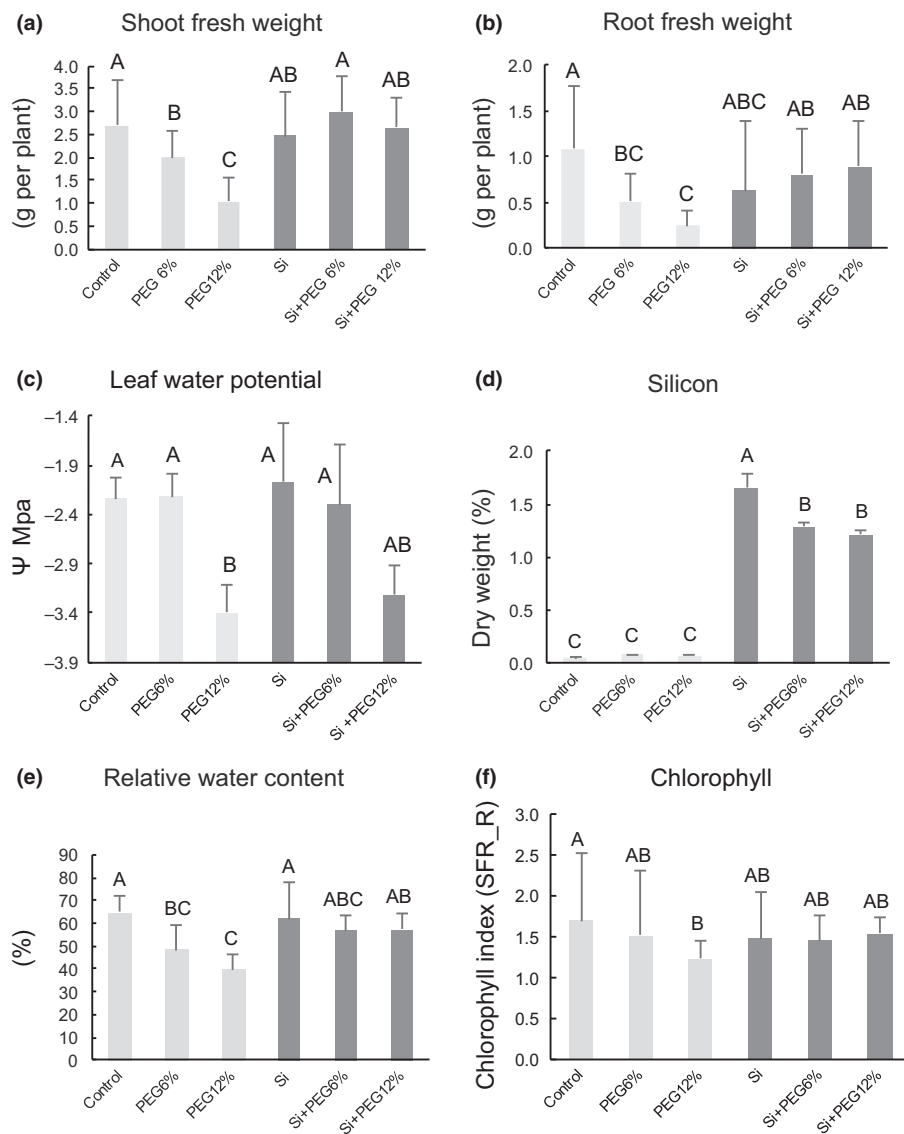 (a) Shoot fresh weight
(g per plant)
4.0
3.5
3.0
2.5
2.0
1.5
1.0
0.5
0.0
A
B
C
AB
A
AB
Control
PEG 6%
PEG12%
Si
Si+PEG 6%
Si+PEG 12%
(b) Root fresh weight
(g per plant)
2.0
1.5
1.0
0.5
0.0
A
BC
C
ABC
AB
AB
Control
PEG 6%
PEG12%
Si
Si+PEG 6%
Si+PEG 12%
(c) Leaf water potential
Ψ Mpa
–1.4
–1.9
–2.4
–2.9
–3.4
–3.9
A
A
B
A
A
AB
Control
PEG6%
PEG12%
Si
Si+PEG6%
Si +PEG12%
(d) Silicon
Dry weight (%)
2.0
1.5
1.0
0.5
0.0
C
C
C
A
B
B
Control
PEG6%
PEG12%
Si
Si+PEG6%
Si+PEG12%
(e) Relative water content
(%)
90
80
70
60
50
40
30
20
10
0
A
BC
C
A
ABC
AB
Control
PEG6%
PEG12%
Si
Si+PEG6%
Si+PEG12%
(f) Chlorophyll
Chlorophyll index (SFR_R)
3.0
2.5
2.0
1.5
1.0
0.5
0.0
A
AB
B
AB
AB
AB
Control
PEG6%
PEG12%
Si
Si+PEG6%
Si+PEG12%